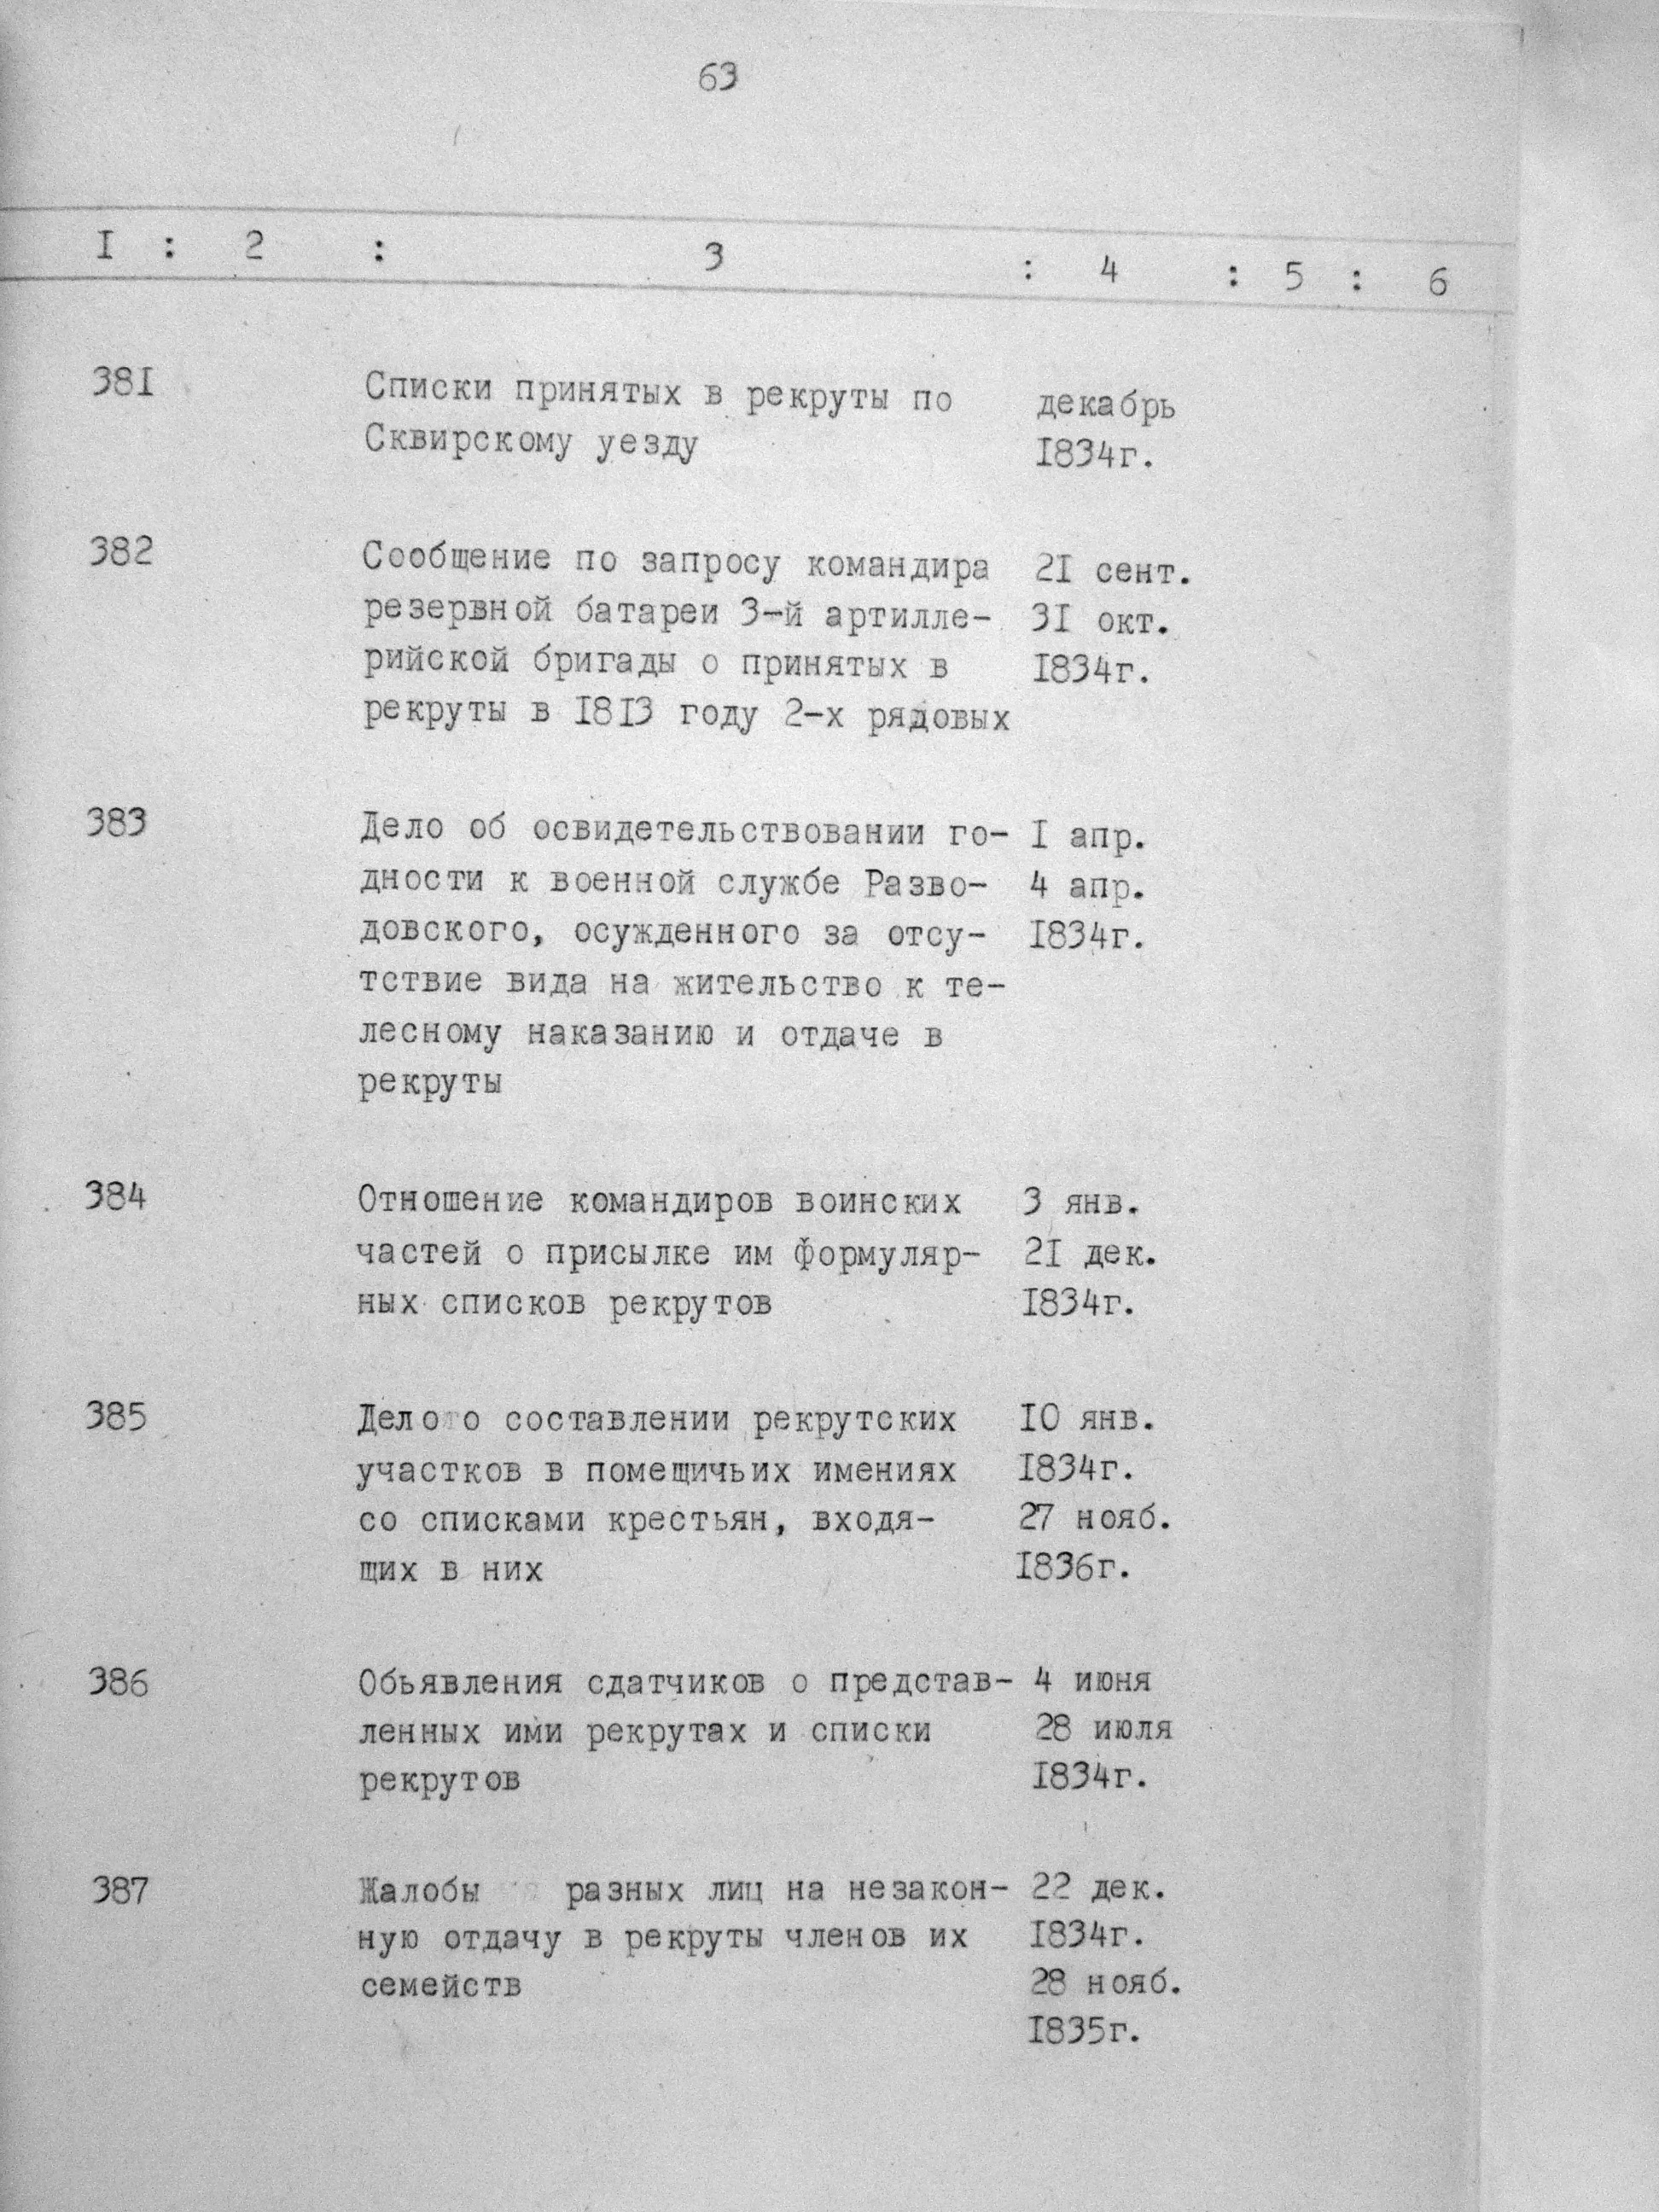 63
I : 2 : 3 : 4 : 5 : 6
381 Списки принятых в рекруты по декабрь
Сквирскому уезду 1834г.
382 Сообщение по запросу командира 21 сент.
резервной батареи 3-й артилле- 31 окт.
рийской бригады о принятых в 1834г.
рекруты в 1813 году 2-х рядовых
383 Дело об освидетельствовании го- I апр.
дности к военной службе Разво- 4 апр.
довского, осужденного за отсу- 1834г.
тствие вида на жительство к те-
лесному наказанию и отдаче в
рекруты
384 Отношение командиров воинских 3 янв.
частей о присылке им формуляр- 21 дек.
ных списков рекрутов 1834г.
385 Дело о составлении рекрутских 10 янв.
участков в помещичьих имениях 1834г.
со списками крестьян, входя- 27 нояб.
щих в них 1836г.
386 Обьявления сдатчиков о представ- 4 июня
ленных ими рекрутах и списки 28 июля
рекрутов 1834г.
387 Жалобы разных лиц на незакон- 22 дек.
ную отдачу в рекруты членов их 1834г.
семейств 28 нояб.
1835г.